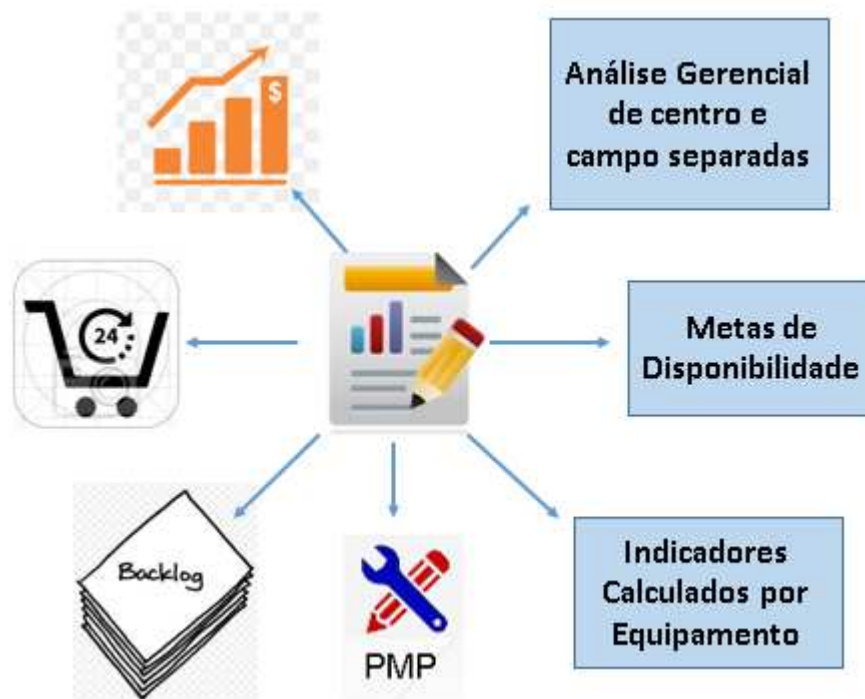 $
Análise Gerencial
de centro e
campo separadas
24
Metas de
Disponibilidade
Backlog
PMP
Indicadores
Calculados por
Equipamento